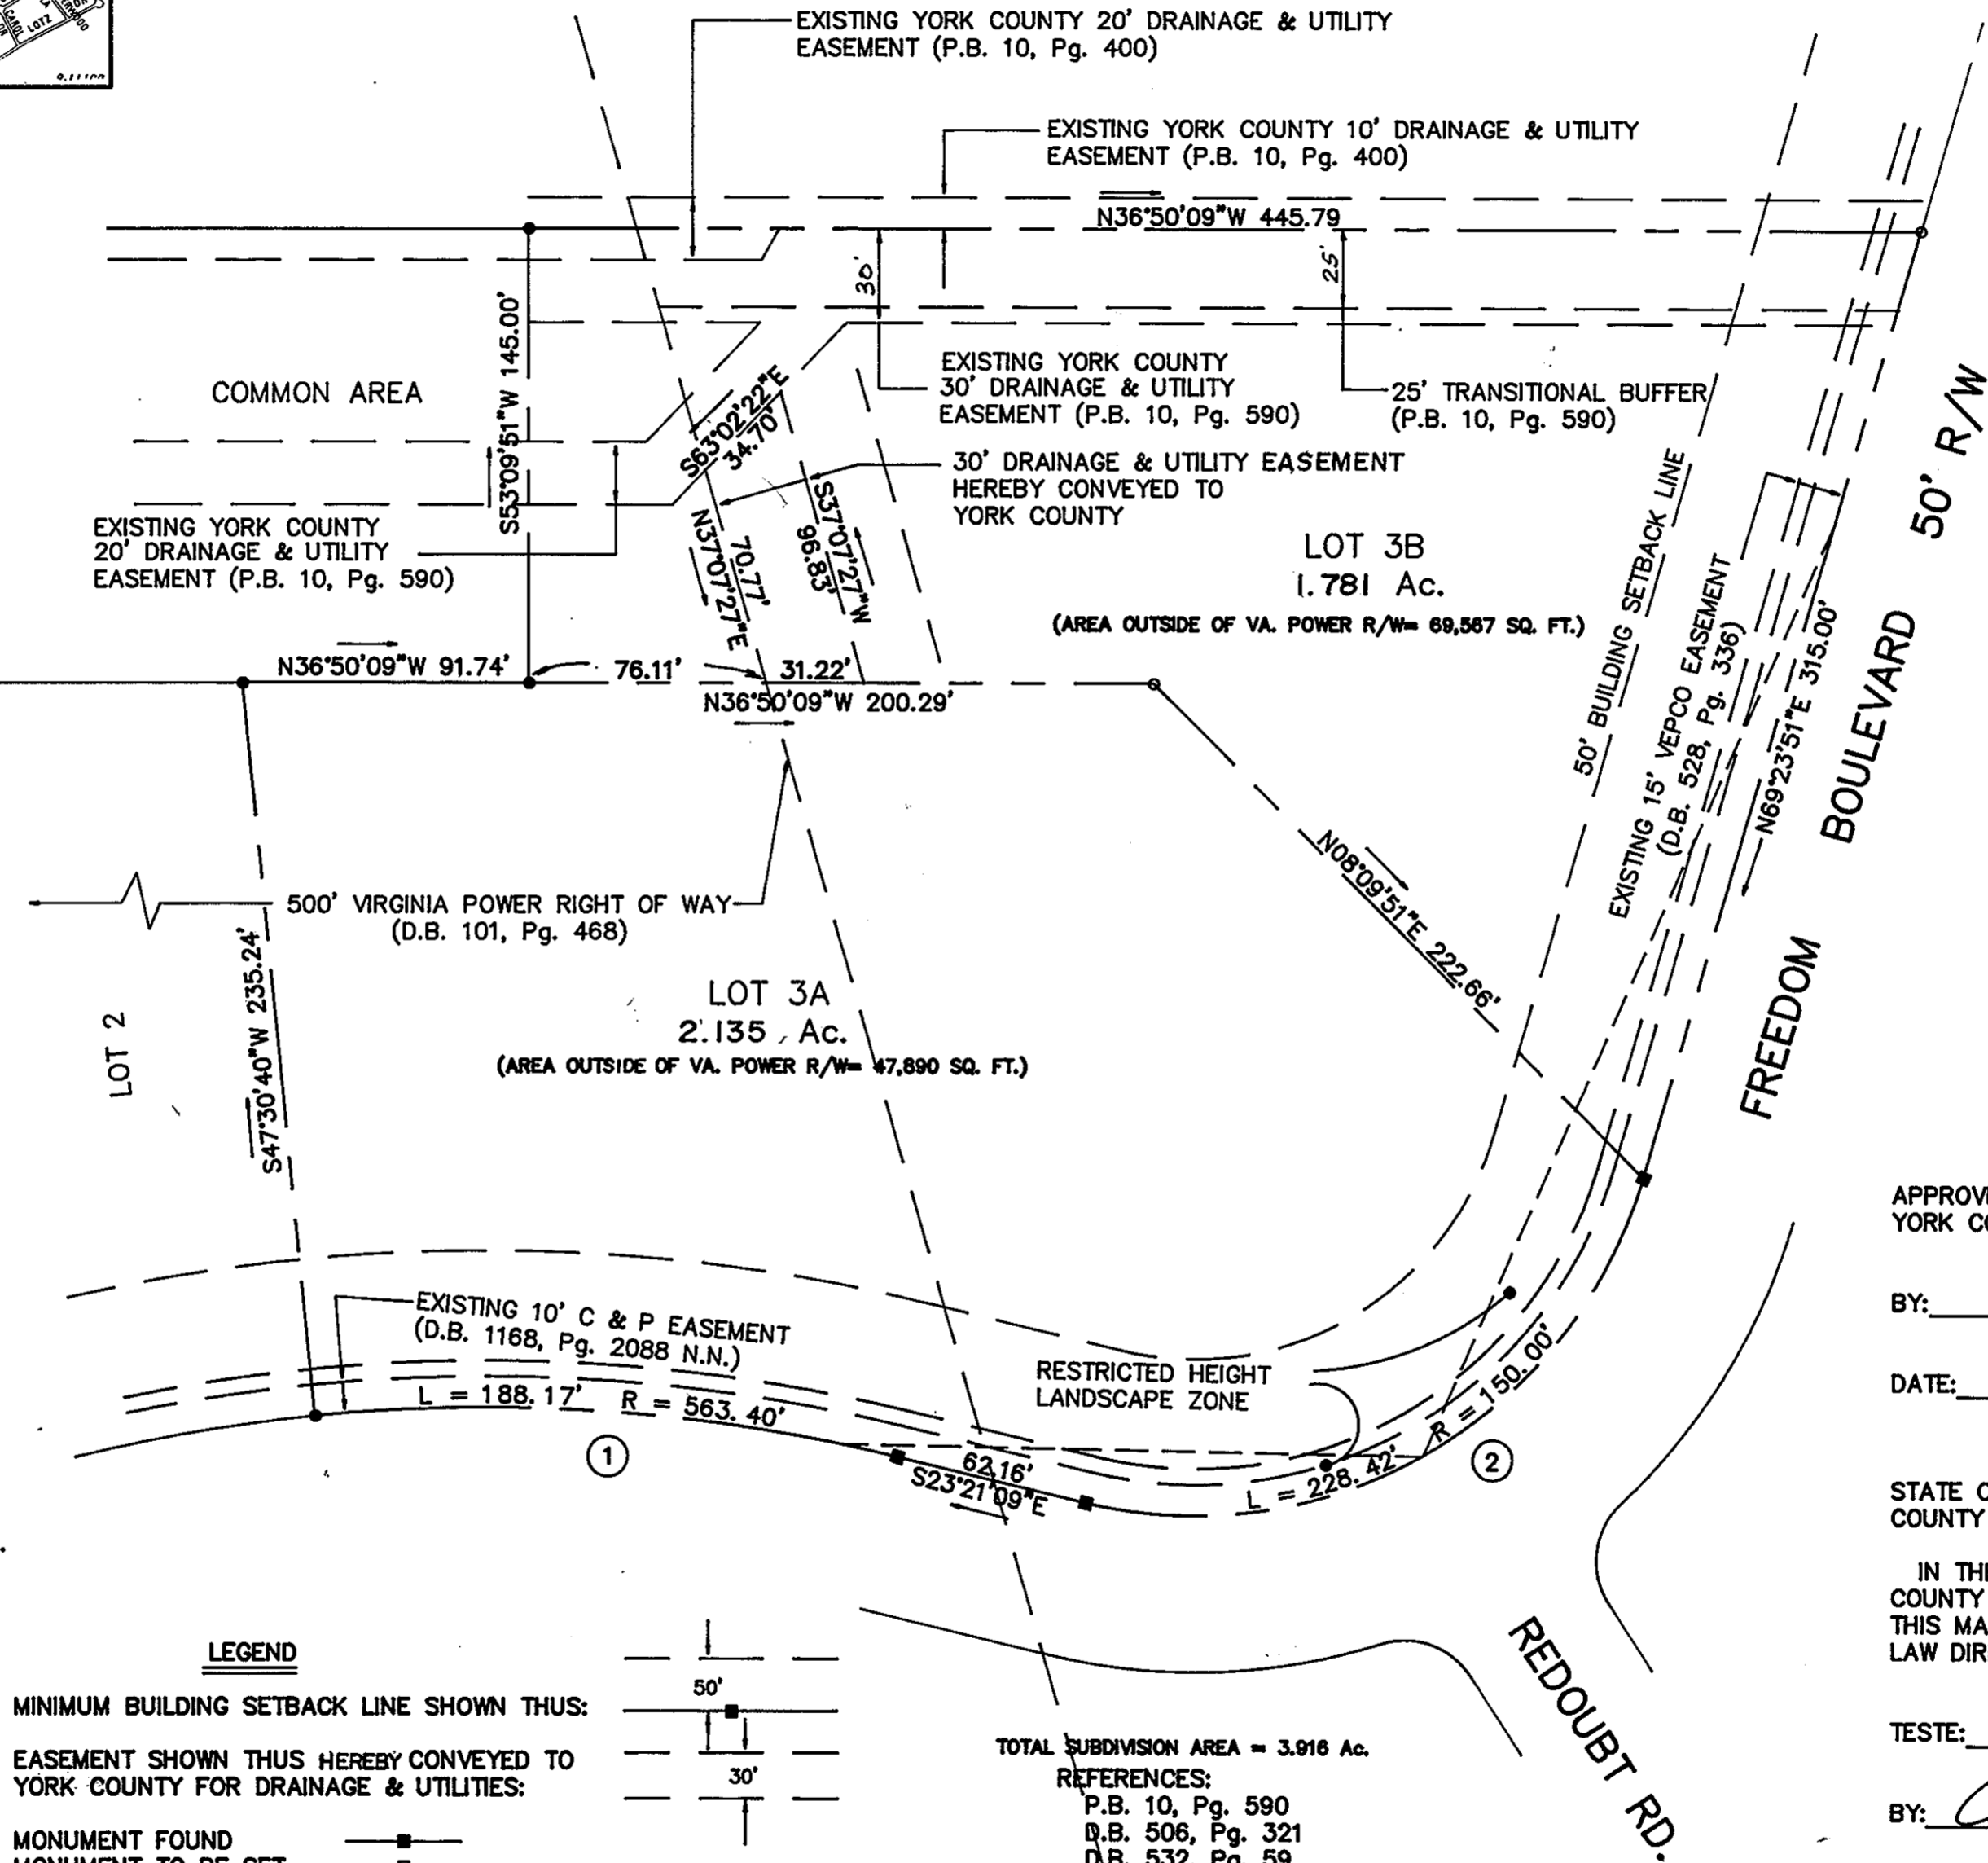 CAROL
LOTZ
EXISTING YORK COUNTY 20' DRAINAGE & UTILITY
EASEMENT (P.B. 10, Pg. 400)
EXISTING YORK COUNTY 10' DRAINAGE & UTILITY
EASEMENT (P.B. 10, Pg. 400)
N36°50'09"W 445.79
30'
25'
S53°09'51"W 145.00'
COMMON AREA
EXISTING YORK COUNTY
30' DRAINAGE & UTILITY
EASEMENT (P.B. 10, Pg. 590)
25' TRANSITIONAL BUFFER
(P.B. 10, Pg. 590)
S63°02'22"E
34.70'
30' DRAINAGE & UTILITY EASEMENT
HEREBY CONVEYED TO
YORK COUNTY
EXISTING YORK COUNTY
20' DRAINAGE & UTILITY
EASEMENT (P.B. 10, Pg. 590)
N37°07'27"E
70.77'
S37°07'27"W
96.83'
LOT 3B
1.781 Ac.
(AREA OUTSIDE OF VA. POWER R/W= 69,567 SQ. FT.)
50' BUILDING SETBACK LINE
EXISTING 15' VEPCO EASEMENT
(D.B. 528, Pg. 336)
N69°23'51"E 315.00'
FREEDOM BOULEVARD 50' R/W
N36°50'09"W 91.74'
76.11'
31.22'
N36°50'09"W 200.29'
N08°09'51"E 222.66'
500' VIRGINIA POWER RIGHT OF WAY
(D.B. 101, Pg. 468)
S47°30'40"W 235.24'
LOT 2
LOT 3A
2.135 Ac.
(AREA OUTSIDE OF VA. POWER R/W= 47,890 SQ. FT.)
EXISTING 10' C & P EASEMENT
(D.B. 1168, Pg. 2088 N.N.)
L = 188.17' R = 563.40'
1
RESTRICTED HEIGHT
LANDSCAPE ZONE
62.16'
S23°21'09"E
L = 228.42' R = 150.00'
2
REDOUBT RD.
APPROV
YORK CO
BY:
DATE:
STATE O
COUNTY
IN TH
COUNTY
THIS MA
LAW DIR
TESTE:
BY:
LEGEND
MINIMUM BUILDING SETBACK LINE SHOWN THUS:
50'
EASEMENT SHOWN THUS HEREBY CONVEYED TO
YORK COUNTY FOR DRAINAGE & UTILITIES:
30'
MONUMENT FOUND
MONUMENT TO BE SET
TOTAL SUBDIVISION AREA = 3.916 Ac.
REFERENCES:
P.B. 10, Pg. 590
D.B. 506, Pg. 321
D.B. 532, Pg. 59